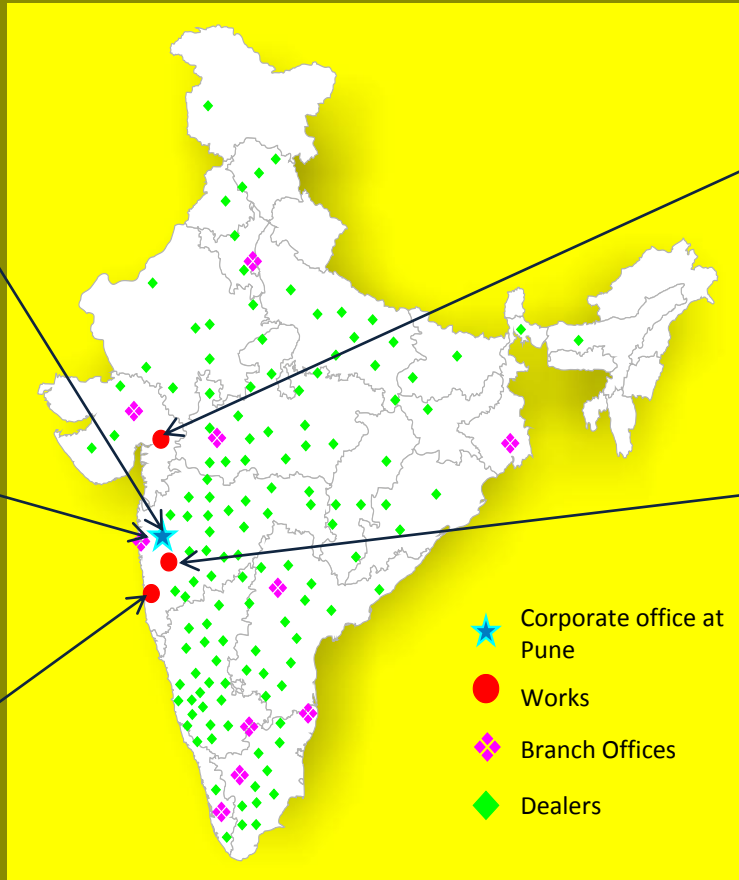 Corporate office at
Pune
Works
Branch Offices
Dealers